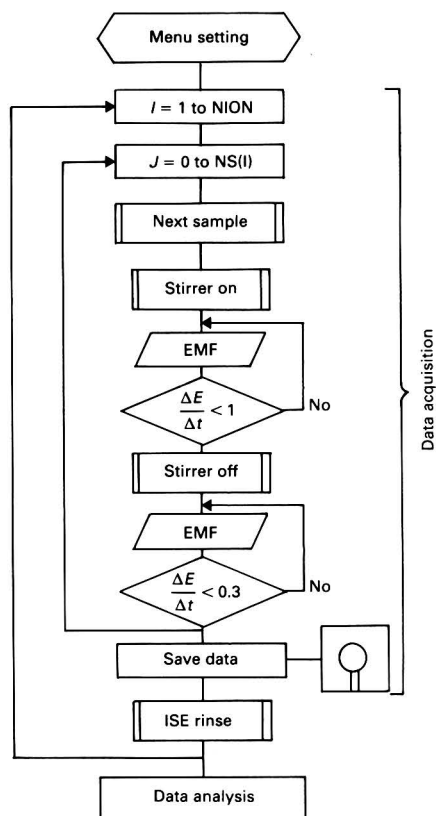 Menu setting
I = 1 to NION
J = 0 to NS(I)
Next sample
Stirrer on
EMF
ΔE/Δt < 1
No
Stirrer off
EMF
ΔE/Δt < 0.3
No
Save data
ISE rinse
Data analysis
Data acquisition